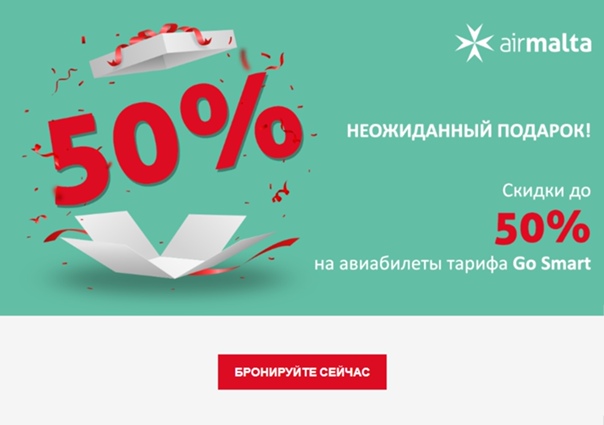 50%
airmalta
НЕОЖИДАННЫЙ ПОДАРОК!
Скидки до
50%
на авиабилеты тарифа Go Smart
БРОНИРУЙТЕ СЕЙЧАС